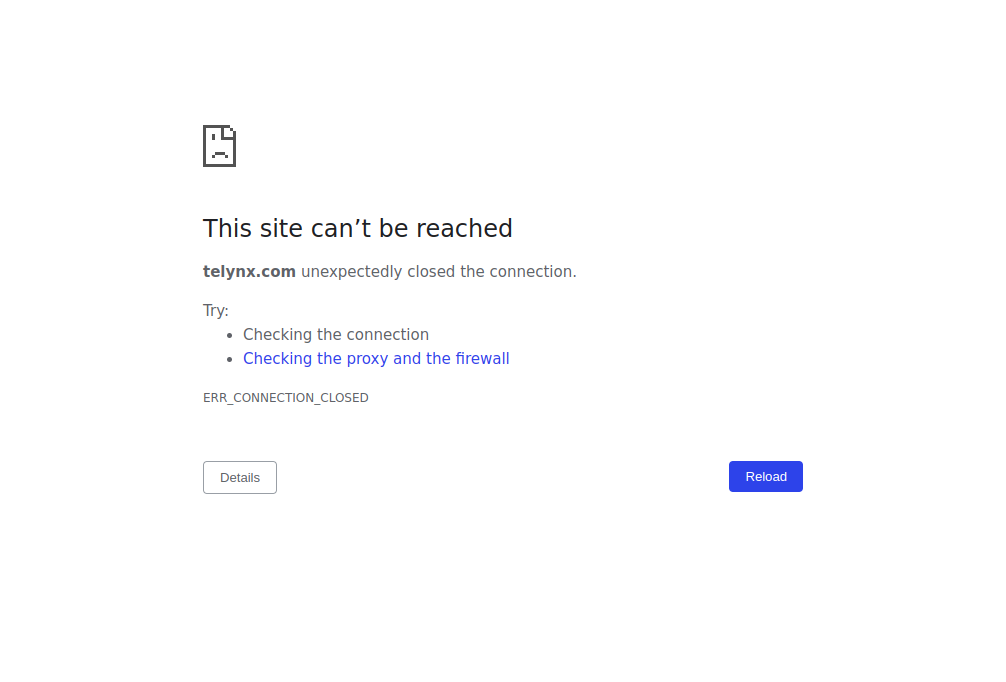 This site can’t be reached
telynx.com unexpectedly closed the connection.
Try:
Checking the connection
Checking the proxy and the firewall
ERR_CONNECTION_CLOSED
Details
Reload